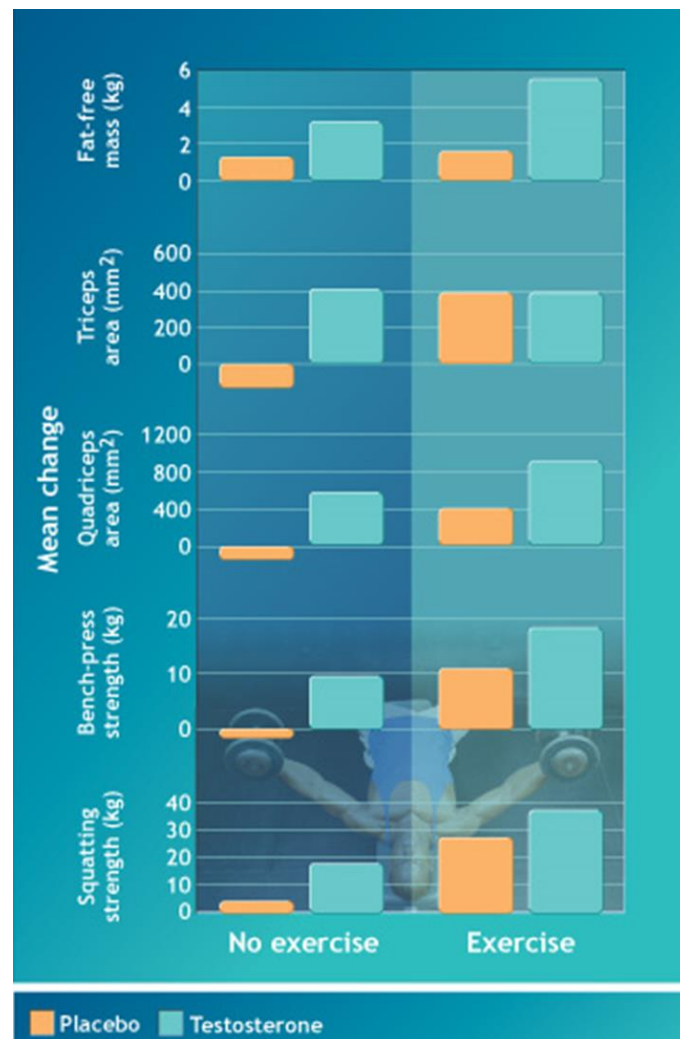 Mean change
Fat-free
mass (kg)
6
4
2
0
Triceps
area (mm²)
600
400
200
0
Quadriceps
area (mm²)
1200
800
400
0
Bench-press
strength (kg)
20
10
0
Squatting
strength (kg)
40
30
20
10
0
No exercise
Exercise
Placebo
Testosterone